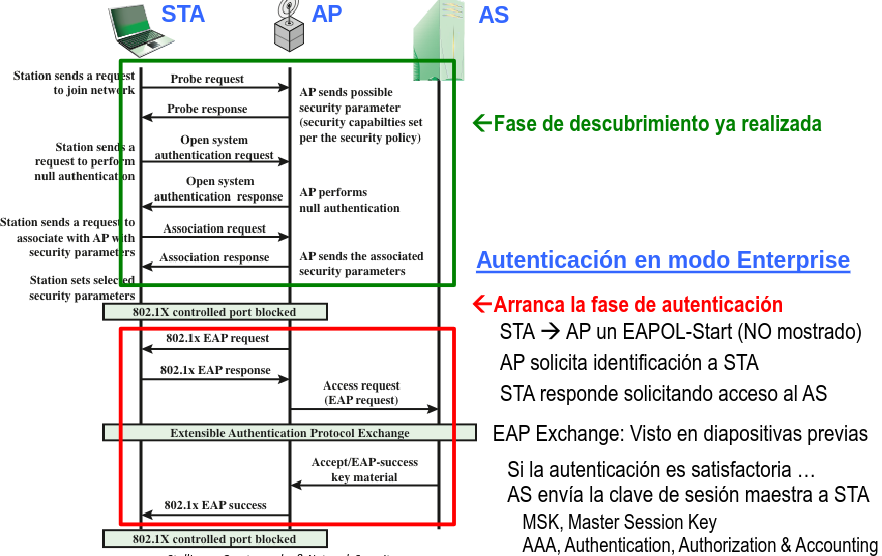 STA
AP
AS
Station sends a request
to join network
Probe request
AP sends possible
security parameter
(security capabilties set
per the security policy)
Probe response
Station sends a
request to perform
null authentication
Open system
authentication request
Open system
authentication response
AP performs
null authentication
Station sends a request to
associate with AP with
security parameters
Association request
Association response
AP sends the associated
security parameters
Station sets selected
security parameters
802.1X controlled port blocked
802.1x EAP request
802.1x EAP response
Access request
(EAP request)
Extensible Authentication Protocol Exchange
Accept/EAP-success
key material
802.1x EAP success
802.1X controlled port blocked
←Fase de descubrimiento ya realizada
Autenticación en modo Enterprise
←Arranca la fase de autenticación
STA → AP un EAPOL-Start (NO mostrado)
AP solicita identificación a STA
STA responde solicitando acceso al AS
EAP Exchange: Visto en diapositivas previas
Si la autenticación es satisfactoria …
AS envía la clave de sesión maestra a STA
MSK, Master Session Key
AAA, Authentication, Authorization & Accounting